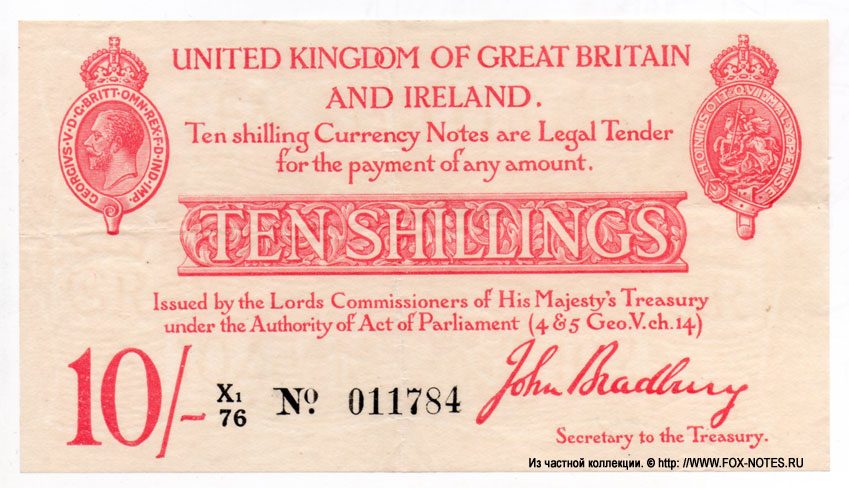 UNITED KINGDOM OF GREAT BRITAIN
AND IRELAND.
GEORGIVS·V·D·G·BRITT·OMN·REX·F·D·IND·IMP.
HONI·SOIT·QVI·MAL·Y·PENSE
Ten shilling Currency Notes are Legal Tender
for the payment of any amount.
TEN SHILLINGS
Issued by the Lords Commissioners of His Majesty's Treasury
under the Authority of Act of Parliament (4 & 5 Geo.V.ch.14)
10/-
X1
76
No. 011784
John Bradbury
Secretary to the Treasury.
Из частной коллекции. © http: //WWW.FOX-NOTES.RU